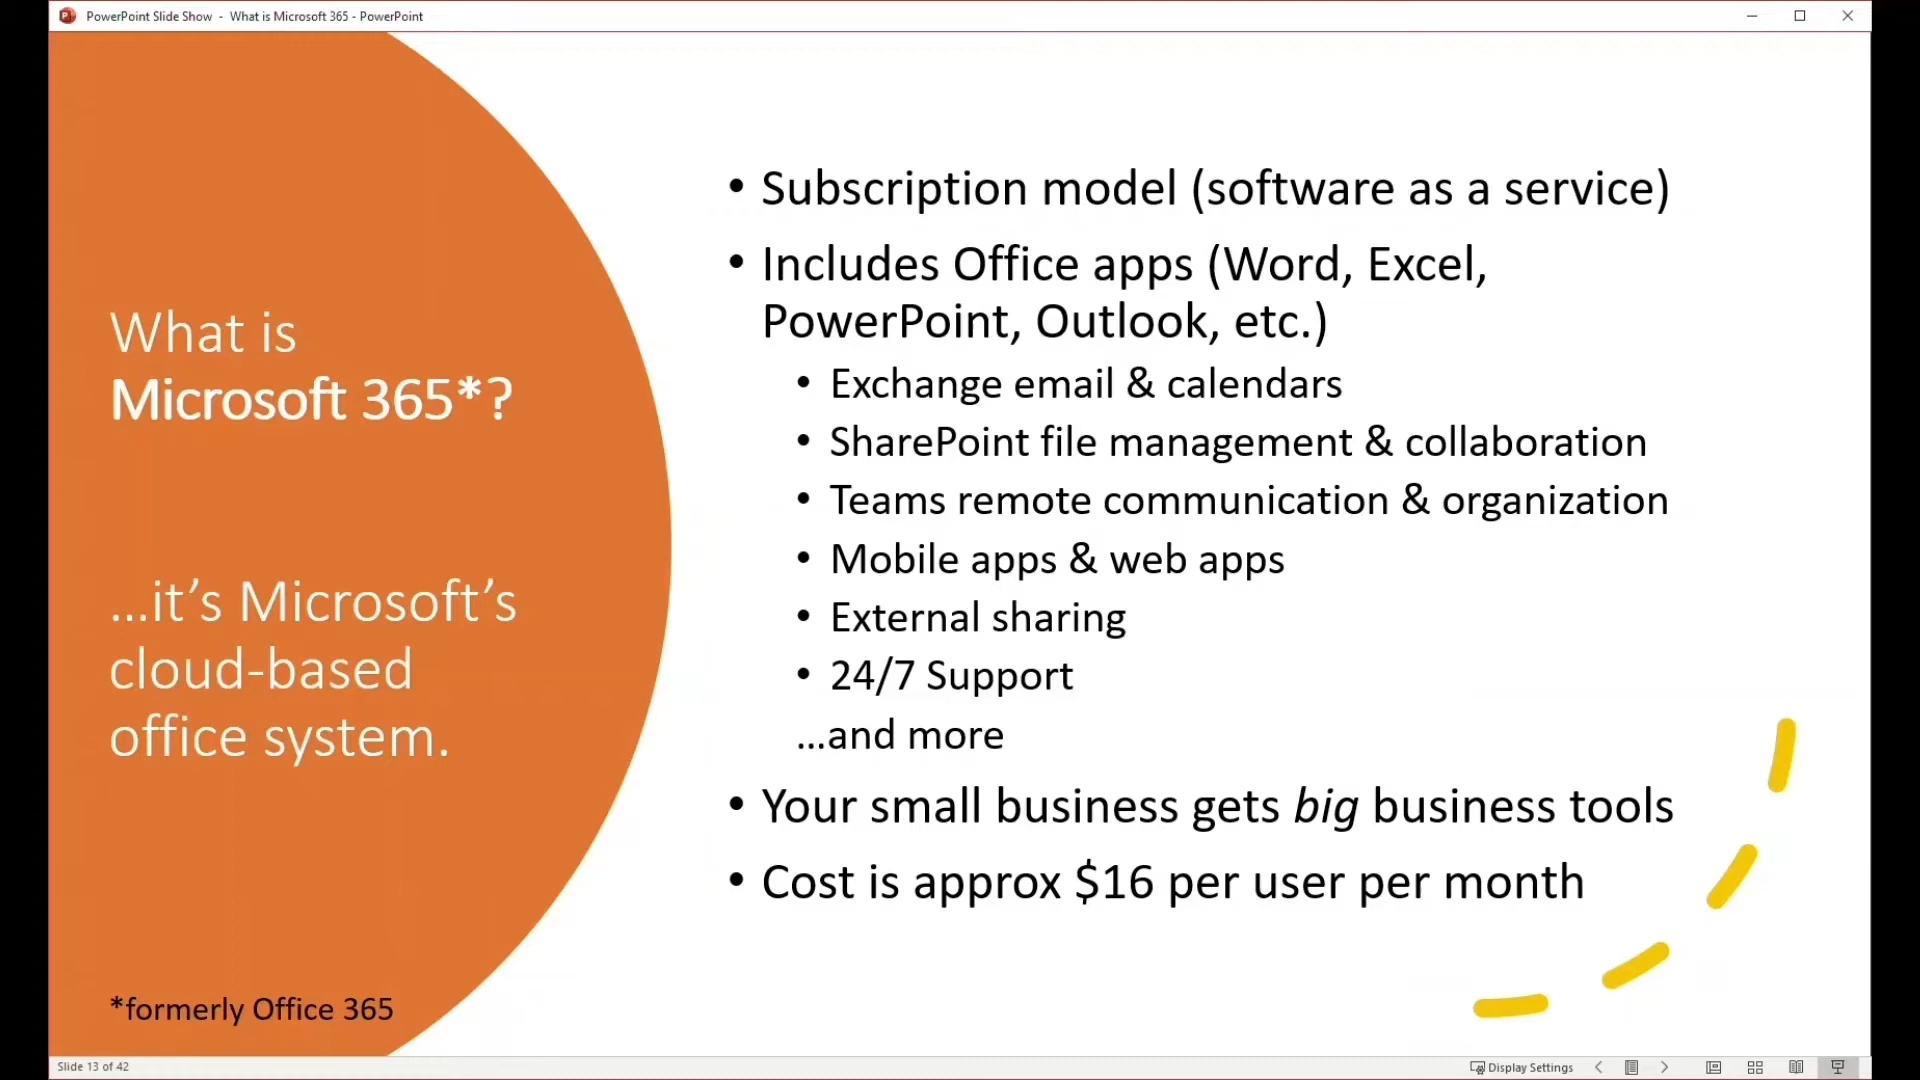 PowerPoint Slide Show - What is Microsoft 365 - PowerPoint
What is
Microsoft 365*?
...it’s Microsoft’s
cloud-based
office system.
*formerly Office 365
• Subscription model (software as a service)
• Includes Office apps (Word, Excel,
PowerPoint, Outlook, etc.)
• Exchange email & calendars
• SharePoint file management & collaboration
• Teams remote communication & organization
• Mobile apps & web apps
• External sharing
• 24/7 Support
...and more
• Your small business gets big business tools
• Cost is approx $16 per user per month
Slide 13 of 42
Display Settings